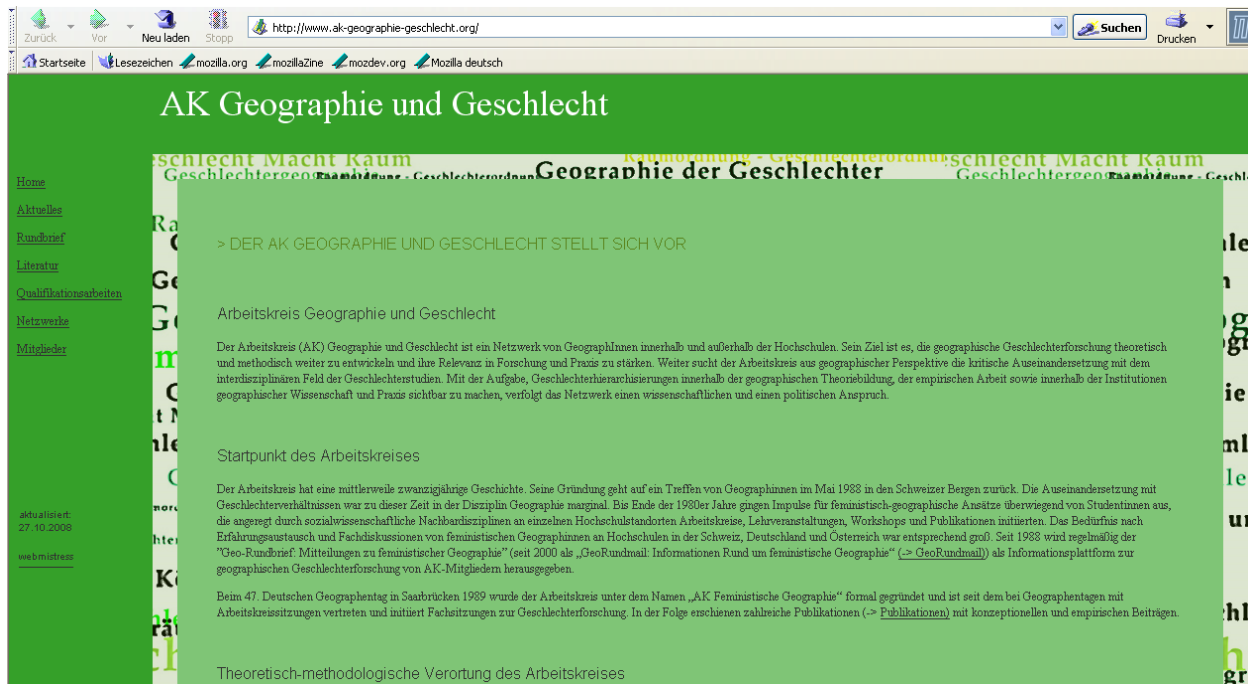 Zurück Vor Neu laden Stopp http://www.ak-geographie-geschlecht.org/ Suchen Drucken
Startseite Lesezeichen mozilla.org mozillaZine mozdev.org Mozilla deutsch
AK Geographie und Geschlecht
Home
Aktuelles
Rundbrief
Literatur
Qualifikationsarbeiten
Netzwerke
Mitglieder
aktualisiert:
27.10.2008
webmistress
Geographie der Geschlechter
> DER AK GEOGRAPHIE UND GESCHLECHT STELLT SICH VOR
Arbeitskreis Geographie und Geschlecht
Der Arbeitskreis (AK) Geographie und Geschlecht ist ein Netzwerk von GeographInnen innerhalb und außerhalb der Hochschulen. Sein Ziel ist es, die geographische Geschlechterforschung theoretisch
und methodisch weiter zu entwickeln und ihre Relevanz in Forschung und Praxis zu stärken. Weiter sucht der Arbeitskreis aus geographischer Perspektive die kritische Auseinandersetzung mit dem
interdisziplinären Feld der Geschlechterstudien. Mit der Aufgabe, Geschlechterhierarchisierungen innerhalb der geographischen Theoriebildung, der empirischen Arbeit sowie innerhalb der Institutionen
geographischer Wissenschaft und Praxis sichtbar zu machen, verfolgt das Netzwerk einen wissenschaftlichen und einen politischen Anspruch.
Startpunkt des Arbeitskreises
Der Arbeitskreis hat eine mittlerweile zwanzigjährige Geschichte. Seine Gründung geht auf ein Treffen von Geographinnen im Mai 1988 in den Schweizer Bergen zurück. Die Auseinandersetzung mit
Geschlechterverhältnissen war zu dieser Zeit in der Disziplin Geographie marginal. Bis Ende der 1980er Jahre gingen Impulse für feministisch-geographische Ansätze überwiegend von Studentinnen aus,
die angeregt durch sozialwissenschaftliche Nachbardisziplinen an einzelnen Hochschulstandorten Arbeitskreise, Lehrveranstaltungen, Workshops und Publikationen initiierten. Das Bedürfnis nach
Erfahrungsaustausch und Fachdiskussionen von feministischen Geographinnen an Hochschulen in der Schweiz, Deutschland und Österreich war entsprechend groß. Seit 1988 wird regelmäßig der
"Geo-Rundbrief: Mitteilungen zu feministischer Geographie" (seit 2000 als „GeoRundmail: Informationen Rund um feministische Geographie“ (-> GeoRundmail)) als Informationsplattform zur
geographischen Geschlechterforschung von AK-Mitgliedern herausgegeben.
Beim 47. Deutschen Geographentag in Saarbrücken 1989 wurde der Arbeitskreis unter dem Namen „AK Feministische Geographie“ formal gegründet und ist seit dem bei Geographentagen mit
Arbeitskreissitzungen vertreten und initiiert Fachsitzungen zur Geschlechterforschung. In der Folge erschienen zahlreiche Publikationen (-> Publikationen) mit konzeptionellen und empirischen Beiträgen.
Theoretisch-methodologische Verortung des Arbeitskreises